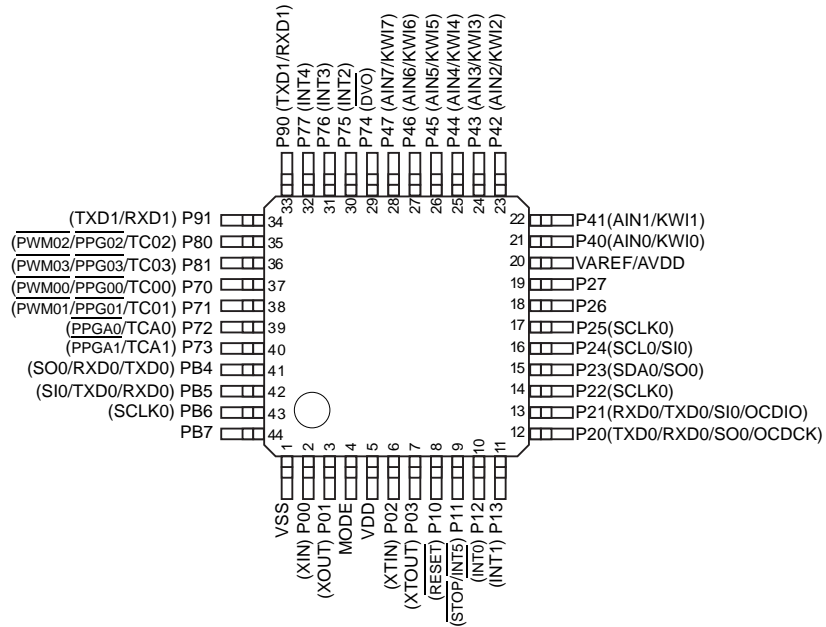 P90 (TXD1/RXD1)
P77 (INT4)
P76 (INT3)
P75 (INT2)
P74 (DVO)
P47 (AIN7/KWI7)
P46 (AIN6/KWI6)
P45 (AIN5/KWI5)
P44 (AIN4/KWI4)
P43 (AIN3/KWI3)
P42 (AIN2/KWI2)
33
32
31
30
29
28
27
26
25
24
23
(TXD1/RXD1) P91 34
(PWM02/PPG02/TC02) P80 35
(PWM03/PPG03/TC03) P81 36
(PWM00/PPG00/TC00) P70 37
(PWM01/PPG01/TC01) P71 38
(PPGA0/TCA0) P72 39
(PPGA1/TCA1) P73 40
(SO0/RXD0/TXD0) PB4 41
(SI0/TXD0/RXD0) PB5 42
(SCLK0) PB6 43
PB7 44
22 P41(AIN1/KWI1)
21 P40(AIN0/KWI0)
20 VAREF/AVDD
19 P27
18 P26
17 P25(SCLK0)
16 P24(SCL0/SI0)
15 P23(SDA0/SO0)
14 P22(SCLK0)
13 P21(RXD0/TXD0/SI0/OCDIO)
12 P20(TXD0/RXD0/SO0/OCDCK)
1
2
3
4
5
6
7
8
9
10
11
VSS
(XIN) P00
(XOUT) P01
MODE
VDD
(XTIN) P02
(XTOUT) P03
(RESET) P10
(STOP/INT5) P11
(INT0) P12
(INT1) P13